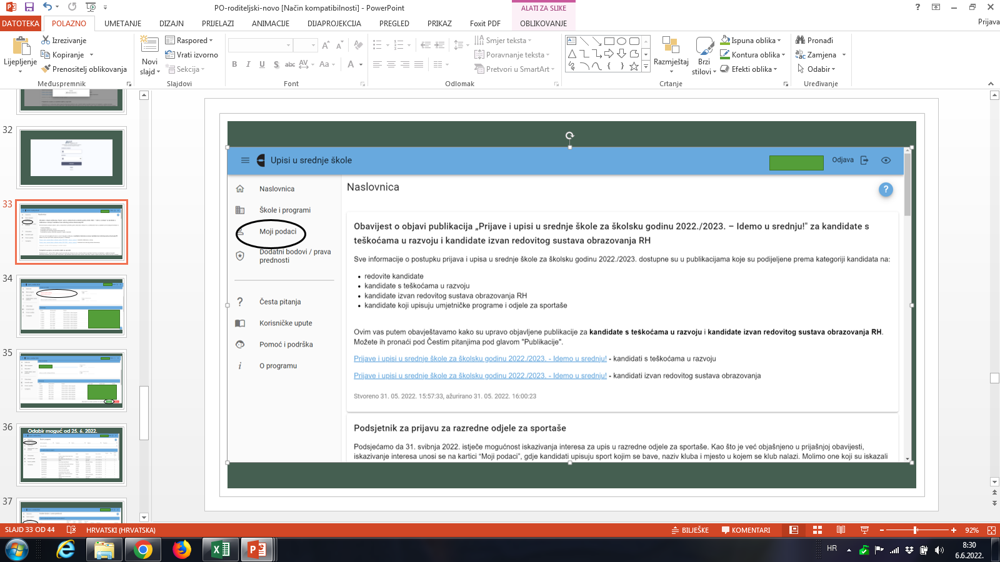 PO-roditeljski-novo [Način kompatibilnosti] - PowerPoint
ALATI ZA SLIKE
DATOTEKA POLAZNO UMETANJE DIZAJN PRIJELAZI ANIMACIJE DIJAPROJEKCIJA PREGLED PRIKAZ Foxit PDF OBLIKOVANJE Prijava
Lijepljenje
Izrezivanje
Kopiranje
Prenositelj oblikovanja
Međuspremnik
Novi
slajd
Raspored
Vrati izvorno
Sekcija
Slajdovi
B I U S abc AV Aa A
Font
Smjer teksta
Poravnanje teksta
Pretvori u SmartArt
Odlomak
Razmještaj
Brzi
stilovi
Ispuna oblika
Kontura oblika
Efekti oblika
Crtanje
Pronađi
Zamjena
Odabir
Uređivanje
32
33
34
35
36
Odabir moguć od 25. 6. 2022.
37
Upisi u srednje škole
Odjava
Naslovnica
Škole i programi
Moji podaci
Dodatni bodovi / prava
prednosti
Česta pitanja
Korisničke upute
Pomoć i podrška
O programu
Naslovnica
?
Obavijest o objavi publikacija „Prijave i upisi u srednje škole za školsku godinu 2022./2023. – Idemo u srednju!" za kandidate s
teškoćama u razvoju i kandidate izvan redovitog sustava obrazovanja RH
Sve informacije o postupku prijava i upisa u srednje škole za školsku godinu 2022./2023. dostupne su u publikacijama koje su podijeljene prema kategoriji kandidata na:
• redovite kandidate
• kandidate s teškoćama u razvoju
• kandidate izvan redovitog sustava obrazovanja RH
• kandidate koji upisuju umjetničke programe i odjele za sportaše
Ovim vas putem obavještavamo kako su upravo objavljene publikacije za kandidate s teškoćama u razvoju i kandidate izvan redovitog sustava obrazovanja RH.
Možete ih pronaći pod Čestim pitanjima pod glavom "Publikacije".
Prijave i upisi u srednje škole za školsku godinu 2022./2023. - Idemo u srednju! - kandidati s teškoćama u razvoju
Prijave i upisi u srednje škole za školsku godinu 2022./2023. - Idemo u srednju! - kandidati izvan redovitog sustava obrazovanja
Stvoreno 31. 05. 2022. 15:57:33, ažurirano 31. 05. 2022. 16:00:23
Podsjetnik za prijavu za razredne odjele za sportaše
Podsjećamo da 31. svibnja 2022. istječe mogućnost iskazivanja interesa za upis u razredne odjele za sportaše. Kao što je već objašnjeno u prijašnjoj obavijesti,
iskazivanje interesa unosi se na kartici “Moji podaci”, gdje kandidati upisuju sport kojim se bave, naziv kluba i mjesto u kojem se klub nalazi. Molimo one koji su iskazali
SLAJD 33 OD 44 HRVATSKI (HRVATSKA) BILJEŠKE KOMENTARI 92%
HR
8:30
6.6.2022.